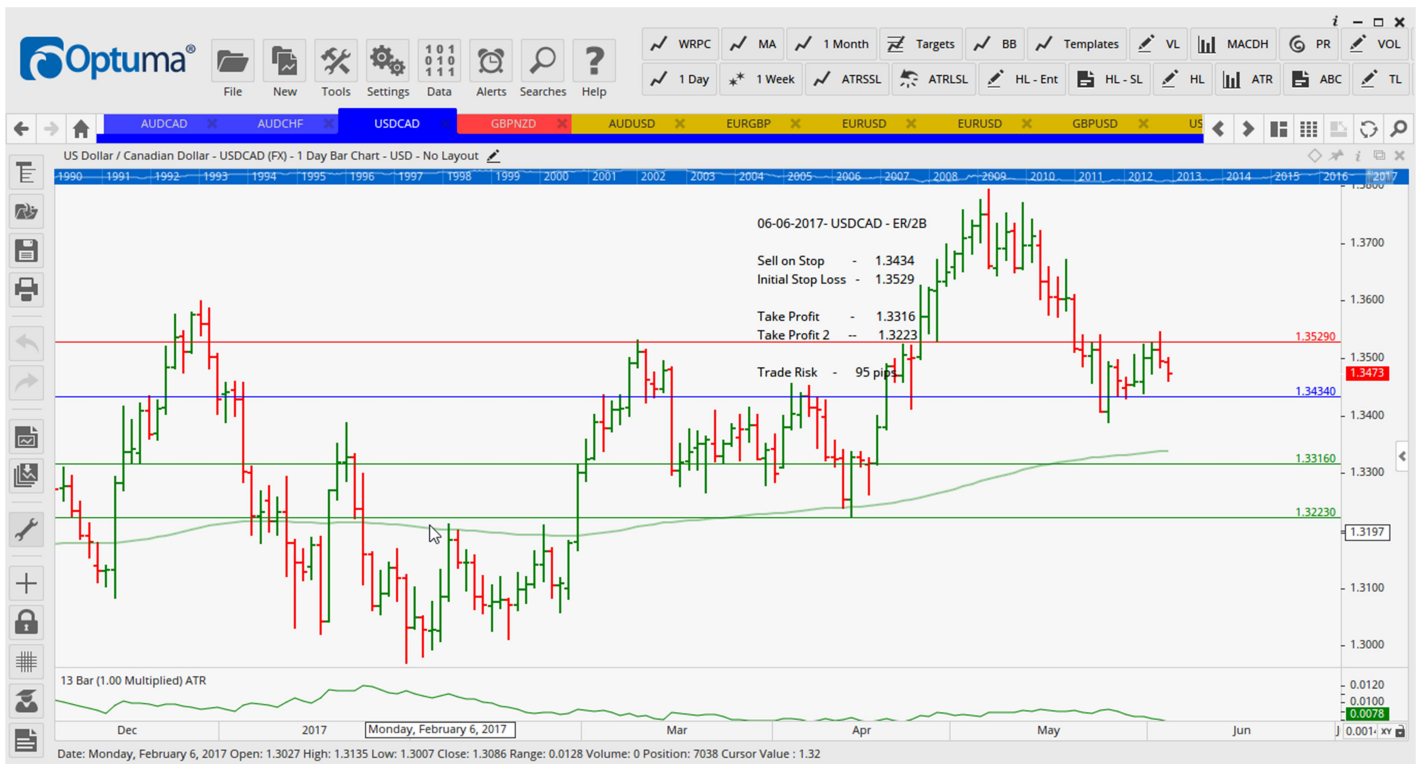 i
Optuma®
File
New
Tools
Settings
101
010
111
Data
Alerts
Searches
?
Help
WRPC
MA
1 Month
Targets
BB
Templates
VL
MACDH
PR
VOL
1 Day
1 Week
ATRSSL
ATRLSL
HL - Ent
HL - SL
HL
ATR
ABC
TL
AUDCAD
AUDCHF
USDCAD
GBPNZD
AUDUSD
EURGBP
EURUSD
EURUSD
GBPUSD
US
US Dollar / Canadian Dollar - USDCAD (FX) - 1 Day Bar Chart - USD - No Layout
i
1990 1991 1992 1993 1994 1995 1996 1997 1998 1999 2000 2001 2002 2003 2004 2005 2006 2007 2008 2009 2010 2011 2012 2013 2014 2015 2016 2017
1.3800
06-06-2017- USDCAD - ER/2B
Sell on Stop - 1.3434
Initial Stop Loss - 1.3529
Take Profit - 1.3316
Take Profit 2 -- 1.3223
Trade Risk - 95 pips
1.3700
1.3600
1.35290
1.3500
1.3473
1.34340
1.3400
1.33160
1.3300
1.32230
1.3197
1.3100
1.3000
13 Bar (1.00 Multiplied) ATR
0.0120
0.0100
0.0078
Dec 2017 Monday, February 6, 2017 Mar Apr May Jun J
0.001 XY
Date: Monday, February 6, 2017 Open: 1.3027 High: 1.3135 Low: 1.3007 Close: 1.3086 Range: 0.0128 Volume: 0 Position: 7038 Cursor Value : 1.32